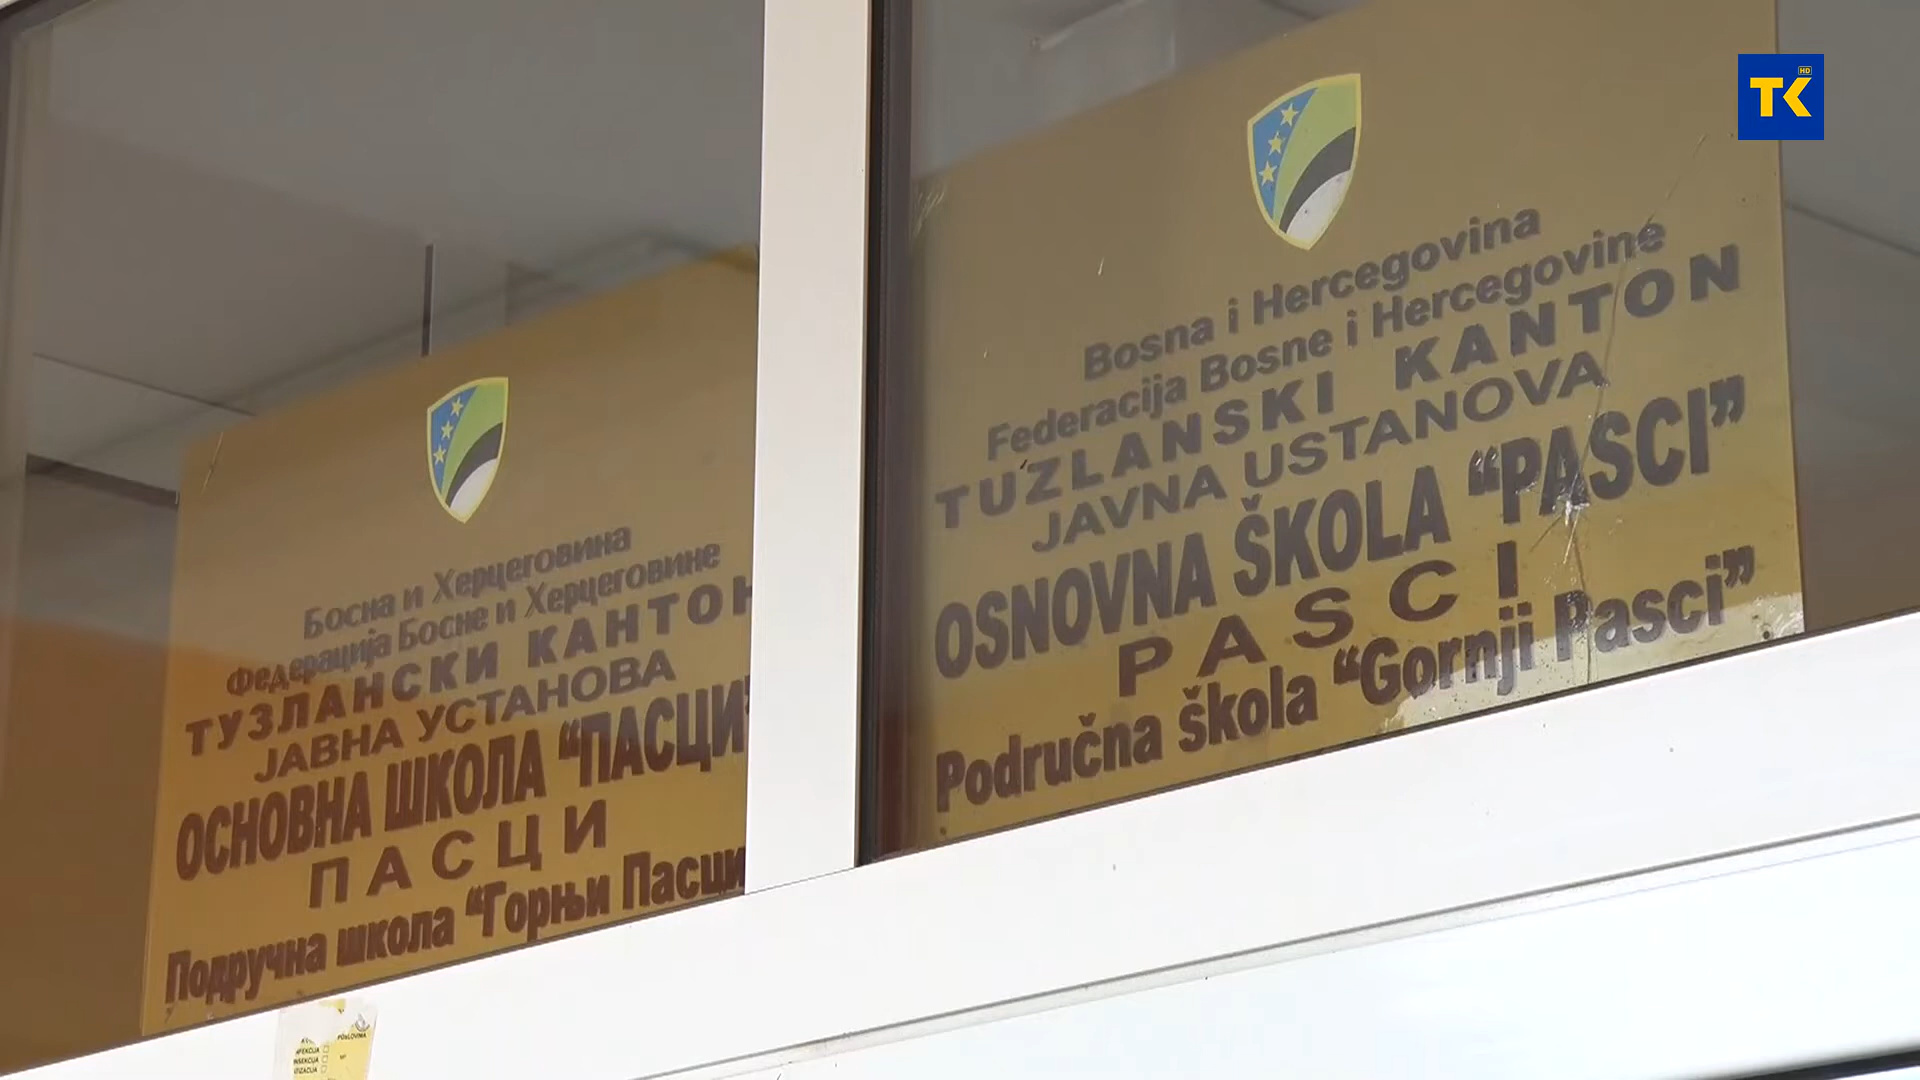 Босна и Херцеговина
Федерација Босне и Херцеговине
ТУЗЛАНСКИ КАНТОН
ЈАВНА УСТАНОВА
ОСНОВНА ШКОЛА “ПАСЦИ”
ПАСЦИ
Подручна школа “Горњи Пасци
Bosna i Hercegovina
Federacija Bosne i Hercegovine
TUZLANSKI KANTON
JAVNA USTANOVA
OSNOVNA ŠKOLA “PASCI”
PASCI
Područna škola “Gornji Pasci”
TK HD